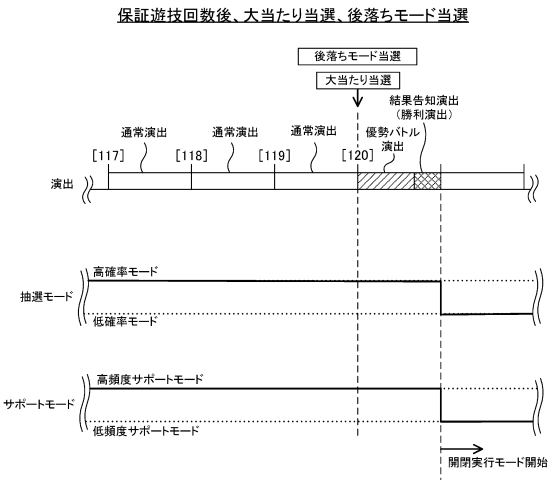 保証遊技回数後、大当たり当選、後落ちモード当選
後落ちモード当選
大当たり当選
結果告知演出
（勝利演出）
通常演出
通常演出
通常演出
優勢バトル
演出
[117]
[118]
[119]
[120]
演出
高確率モード
抽選モード
低確率モード
高頻度サポートモード
サポートモード
低頻度サポートモード
開閉実行モード開始